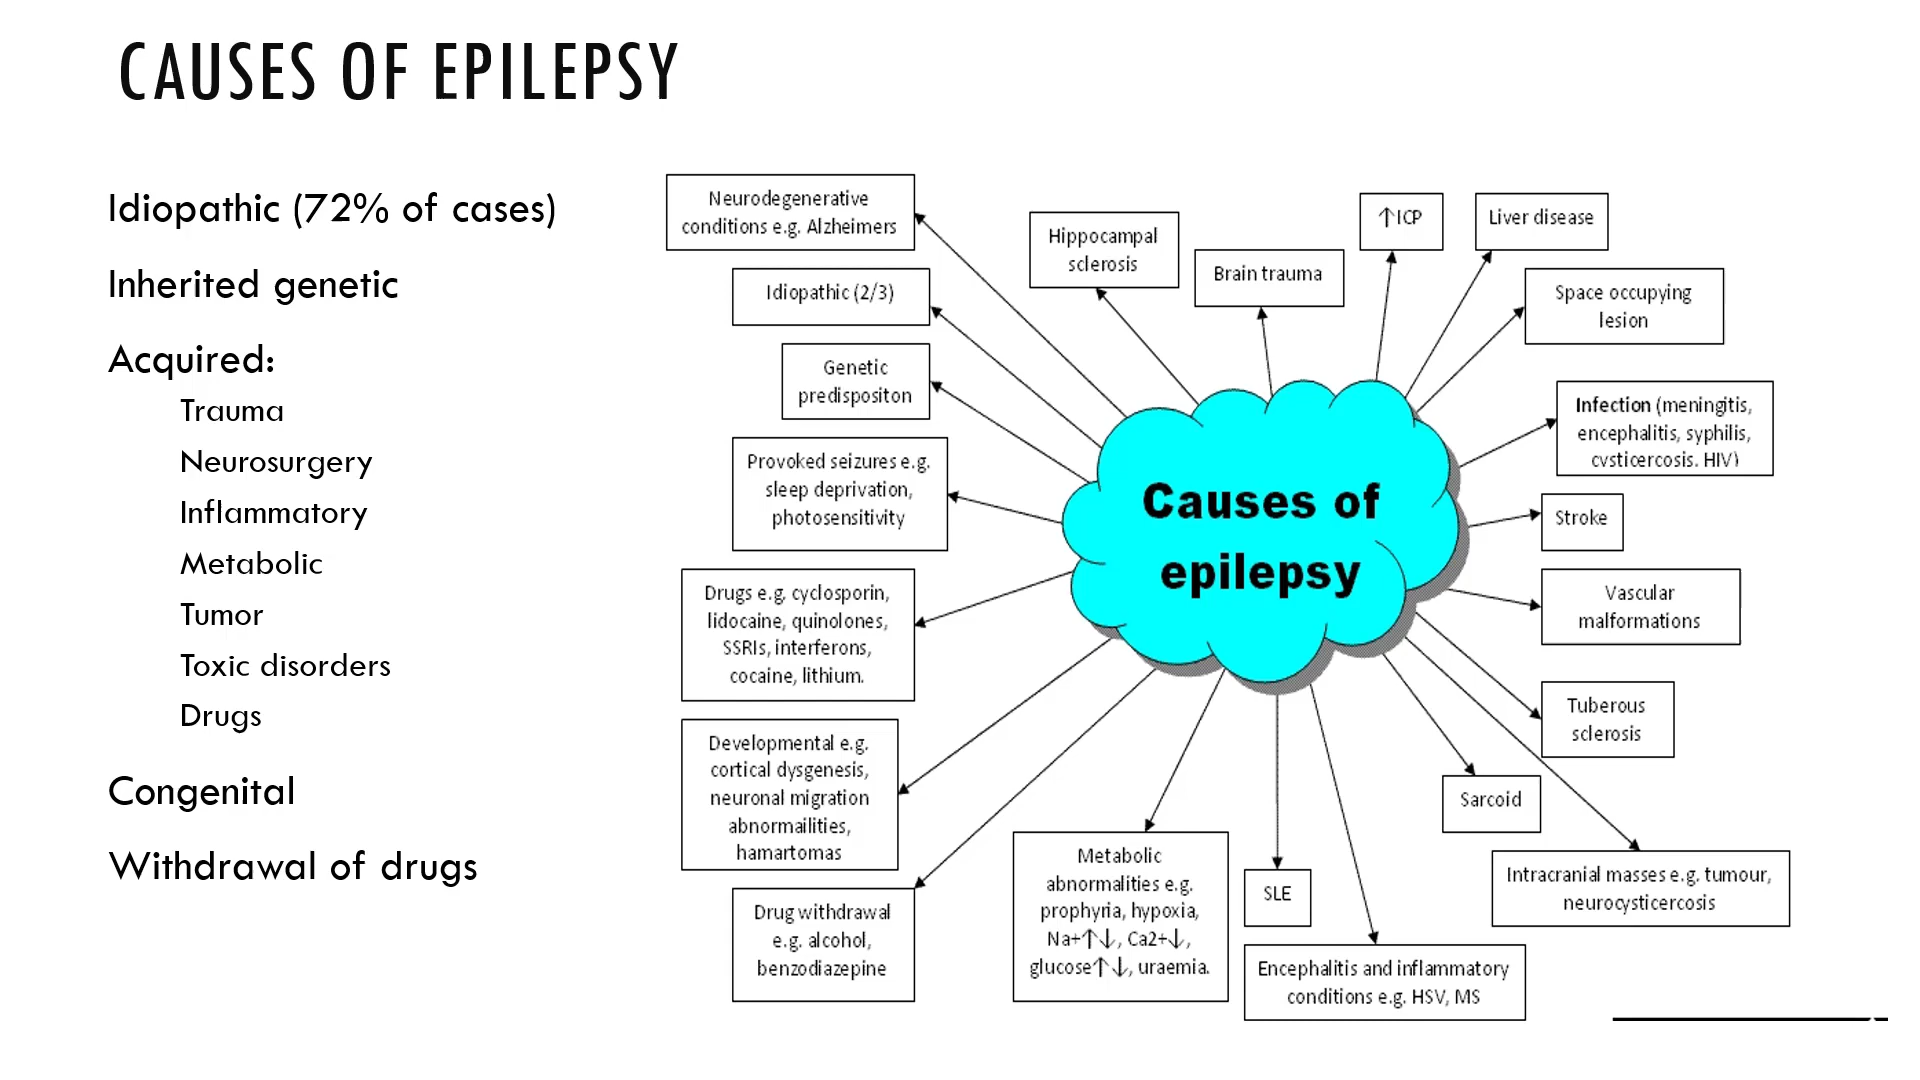 CAUSES OF EPILEPSY
Idiopathic (72% of cases)
Inherited genetic
Acquired:
Trauma
Neurosurgery
Inflammatory
Metabolic
Tumor
Toxic disorders
Drugs
Congenital
Withdrawal of drugs
Neurodegenerative
conditions e.g. Alzheimers
Idiopathic (2/3)
Genetic
predispositon
Provoked seizures e.g.
sleep deprivation,
photosensitivity
Drugs e.g. cyclosporin,
lidocaine, quinolones,
SSRIs, interferons,
cocaine, lithium.
Developmental e.g.
cortical dysgenesis,
neuronal migration
abnormailities,
hamartomas
Drug withdrawal
e.g. alcohol,
benzodiazepine
Hippocampal
sclerosis
Brain trauma
↑ICP
Liver disease
Space occupying
lesion
Infection (meningitis,
encephalitis, syphilis,
cysticercosis, HIV)
Stroke
Vascular
malformations
Tuberous
sclerosis
Sarcoid
Intracranial masses e.g. tumour,
neurocysticercosis
Causes of
epilepsy
Metabolic
abnormalities e.g.
prophyria, hypoxia,
Na+↑↓, Ca2+↓,
glucose↑↓, uraemia.
SLE
Encephalitis and inflammatory
conditions e.g. HSV, MS